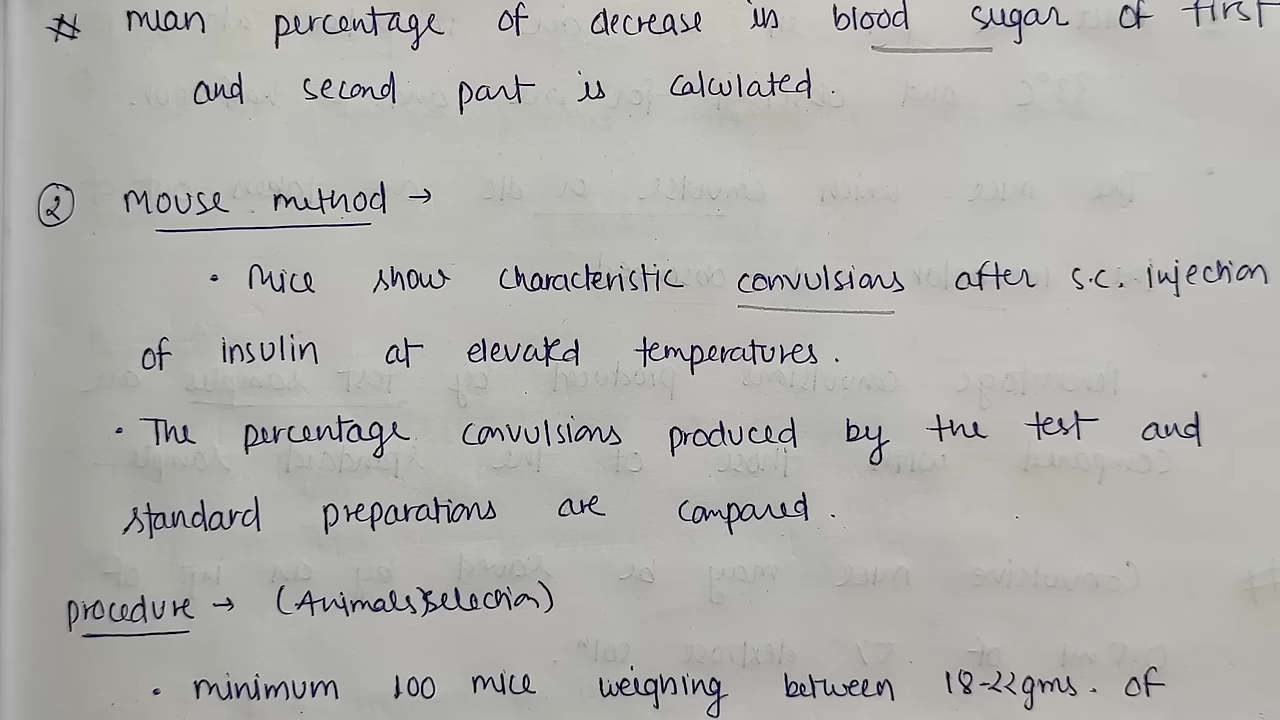 # mean percentage of decrease in blood sugar of first
and second part is calculated.
② mouse method →
• Mice show characteristic convulsions after s.c. injection
of insulin at elevated temperatures.
• The percentage convulsions produced by the test and
standard preparations are compared.
procedure → (Animals selection)
• minimum 100 mice weighing between 18-22gms. of